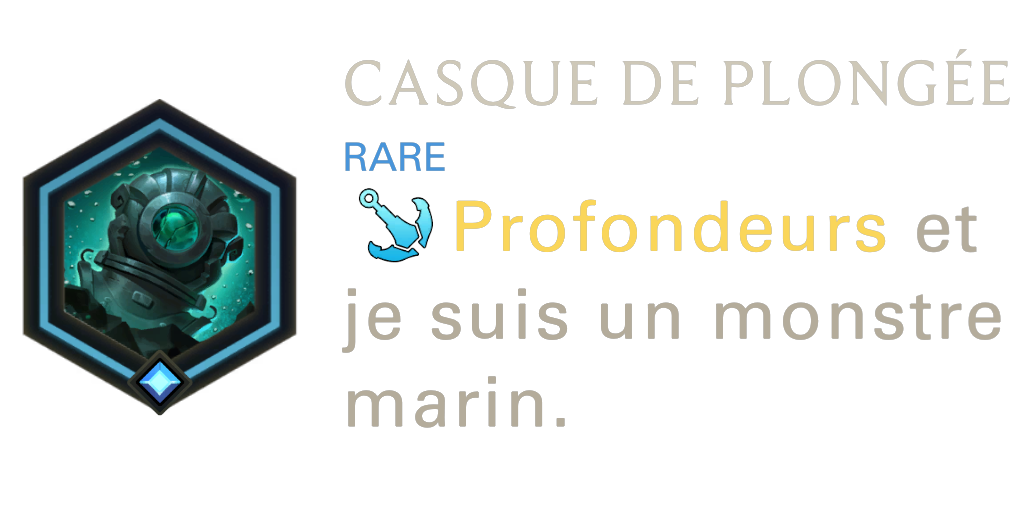 CASQUE DE PLONGÉE
RARE
Profondeurs et
je suis un monstre
marin.